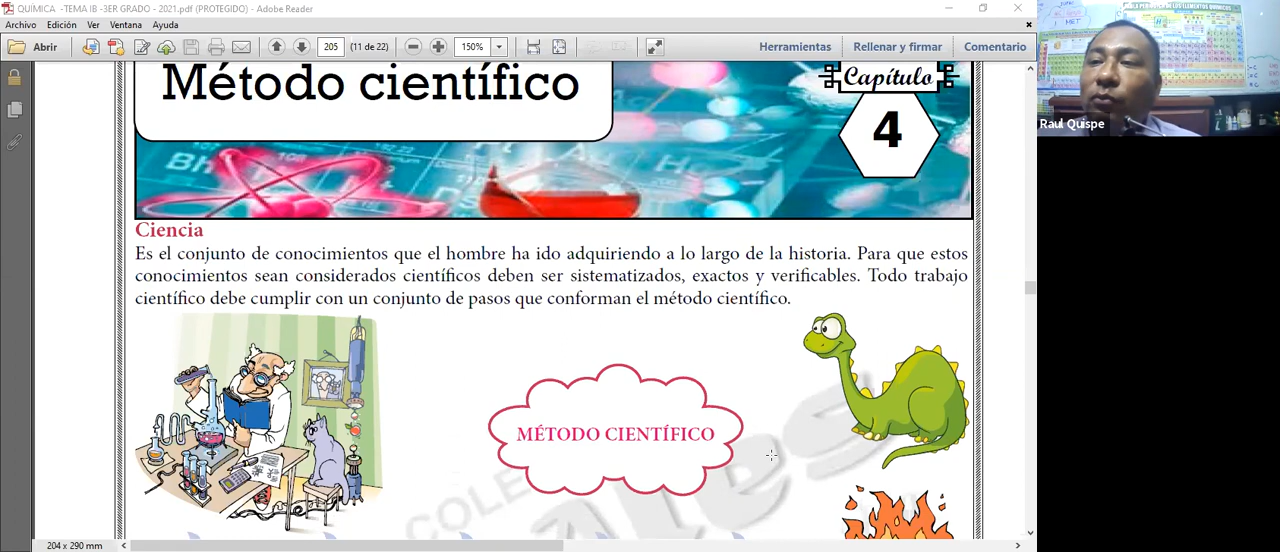 QUÍMICA -TEMA IB -3ER GRADO - 2021.pdf (PROTEGIDO) - Adobe Reader
Archivo Edición Ver Ventana Ayuda
Abrir
205
(11 de 22)
150%
Herramientas
Rellenar y firmar
Comentario
Método científico
Capítulo
4
Ciencia
Es el conjunto de conocimientos que el hombre ha ido adquiriendo a lo largo de la historia. Para que estos
conocimientos sean considerados científicos deben ser sistematizados, exactos y verificables. Todo trabajo
científico debe cumplir con un conjunto de pasos que conforman el método científico.
MÉTODO CIENTÍFICO
COLE
ales
204 x 290 mm
Raul Quispe